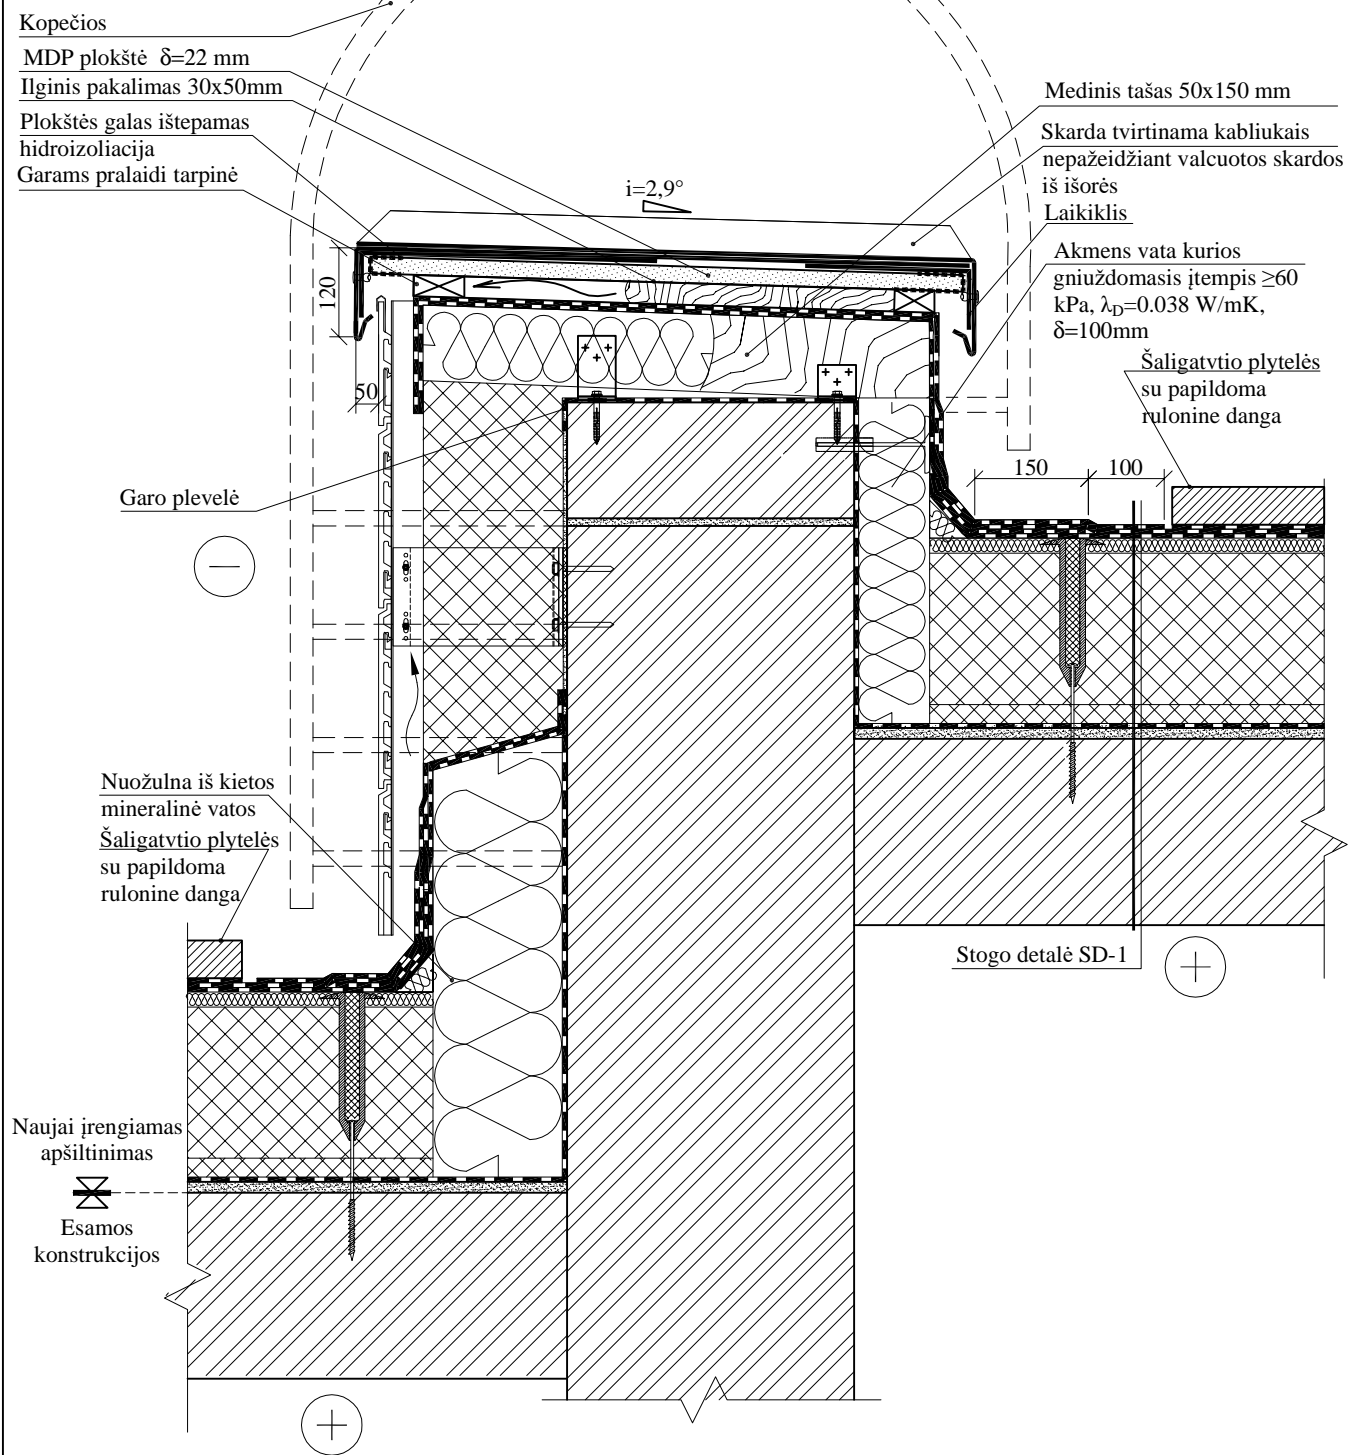 Kopečios
MDP plokštė δ=22 mm
Ilginis pakalimas 30x50mm
Plokštės galas ištepamas
hidroizoliacija
Garams pralaidi tarpinė
i=2,9°
Medinis tašas 50x150 mm
Skarda tvirtinama kabliukais
nepažeidžiant valcuotos skardos
iš išorės
Laikiklis
Akmens vata kurios
gniuždomasis įtempis ≥60
kPa, λD=0.038 W/mK,
δ=100mm
Šaligatvtio plytelės
su papildoma
rulonine danga
120
50
150
100
Garo plevelė
Nuožulna iš kietos
mineralinė vatos
Šaligatvtio plytelės
su papildoma
rulonine danga
Stogo detalė SD-1
Naujai įrengiamas
apšiltinimas
Esamos
konstrukcijos